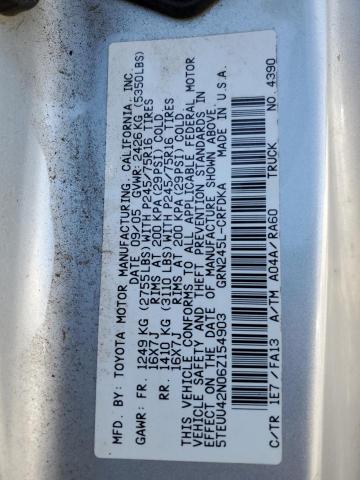 MFD. BY: TOYOTA MOTOR MANUFACTURING, CALIFORNIA, INC.
DATE: 09/05 GVWR: 2426 KG (5350LBS)
GAWR: FR. 1249 KG (2755 LBS) WITH P245/75R16 TIRES
16X7J RIMS AT 200 KPA (29PSI) COLD
RR. 1410 KG (3110 LBS) WITH P245/75R16 TIRES
16X7J RIMS AT 200 KPA (29 PSI) COLD
THIS VEHICLE CONFORMS TO ALL APPLICABLE FEDERAL MOTOR
VEHICLE SAFETY AND THEFT PREVENTION STANDARDS IN
EFFECT ON THE DATE OF MANUFACTURE SHOWN ABOVE.
5TEUU42N06Z154903 GRN245L-CRFDKA MADE IN U.S.A.
C/TR 1E7 / FA13 A/TM A04A/RA60 TRUCK NO. 4390